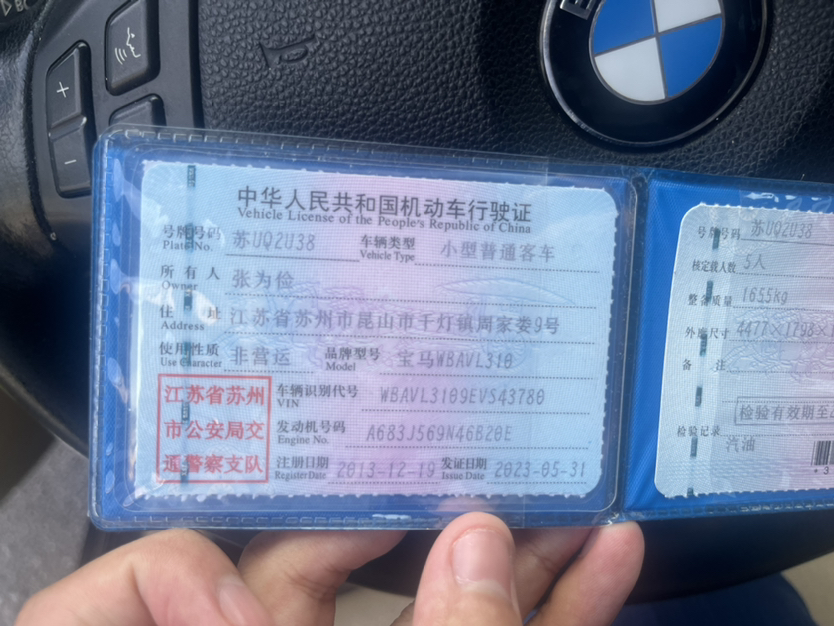 中华人民共和国机动车行驶证
Vehicle License of the People's Republic of China
号牌号码 苏UQ2U38 车辆类型 小型普通客车
Plate No. Vehicle Type
所有人 张为俭
Owner
住址 江苏省苏州市昆山市千灯镇周家娄9号
Address
使用性质 非营运 品牌型号 宝马WBAVL310
Use Character Model
江苏省苏州
市公安局交
通警察支队
车辆识别代号 WBAVL3109EVS43780
VIN
发动机号码 A683J569N46B20E
Engine No.
注册日期 2013-12-19 发证日期 2023-05-31
Register Date Issue Date
号牌号码 苏UQ2U38
核定载人数 5人
整备质量 1655kg
外廓尺寸 4477×1798×1
备注
检验有效期至
检验记录
汽油